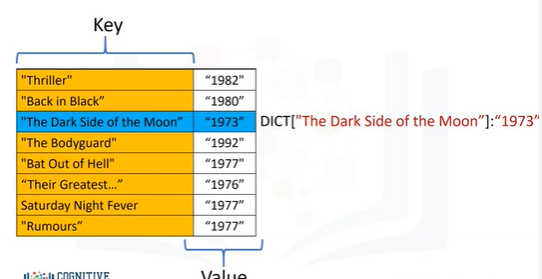 Key
"Thriller" “1982"
"Back in Black” “1980"
"The Dark Side of the Moon” “1973” DICT["The Dark Side of the Moon”]:“1973”
"The Bodyguard" “1992"
"Bat Out of Hell" “1977"
“Their Greatest...” “1976”
Saturday Night Fever “1977”
"Rumours” “1977”
Value
COGNITIVE